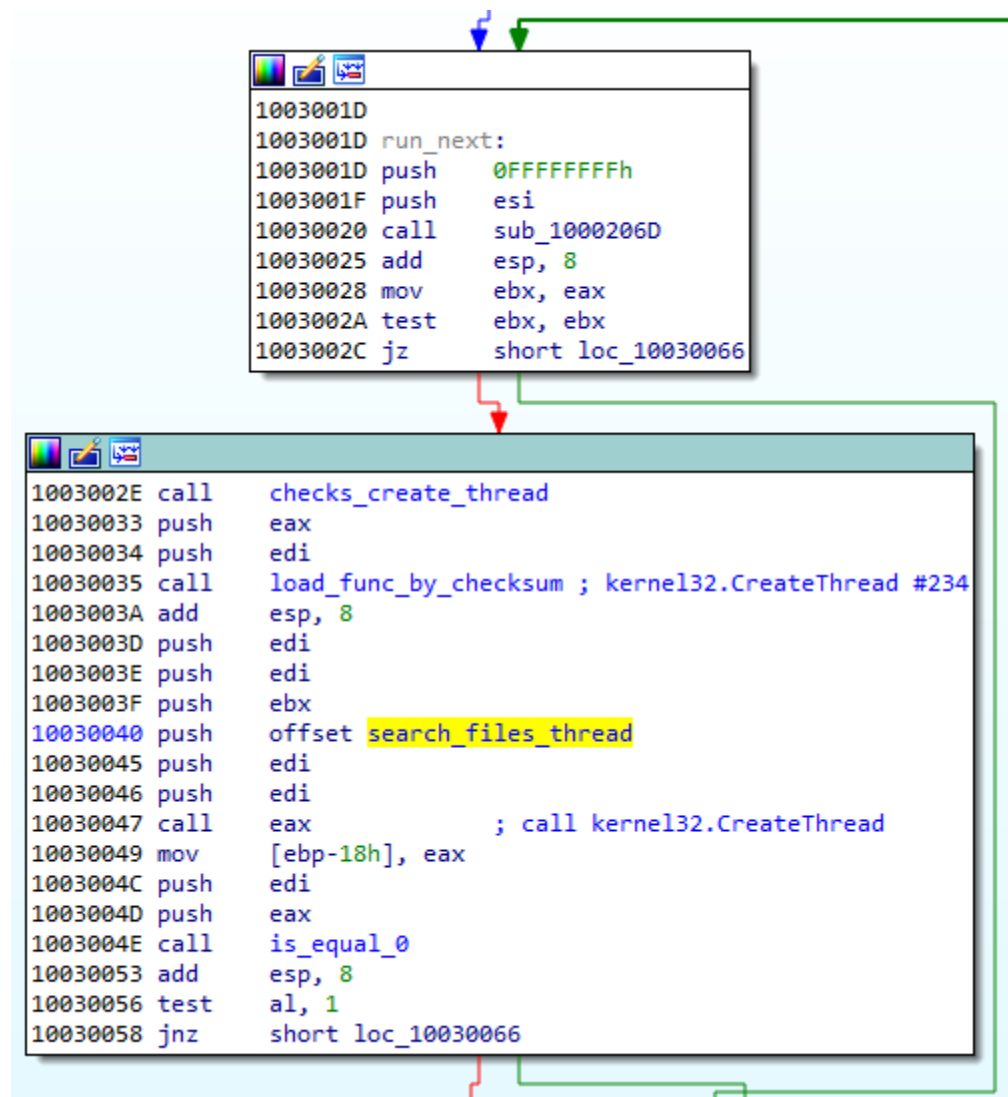 1003001D
1003001D run_next:
1003001D push 0FFFFFFFFh
1003001F push esi
10030020 call sub_1000206D
10030025 add esp, 8
10030028 mov ebx, eax
1003002A test ebx, ebx
1003002C jz short loc_10030066
1003002E call checks_create_thread
10030033 push eax
10030034 push edi
10030035 call load_func_by_checksum ; kernel32.CreateThread #234
1003003A add esp, 8
1003003D push edi
1003003E push edi
1003003F push ebx
10030040 push offset search_files_thread
10030045 push edi
10030046 push edi
10030047 call eax ; call kernel32.CreateThread
10030049 mov [ebp-18h], eax
1003004C push edi
1003004D push eax
1003004E call is_equal_0
10030053 add esp, 8
10030056 test al, 1
10030058 jnz short loc_10030066